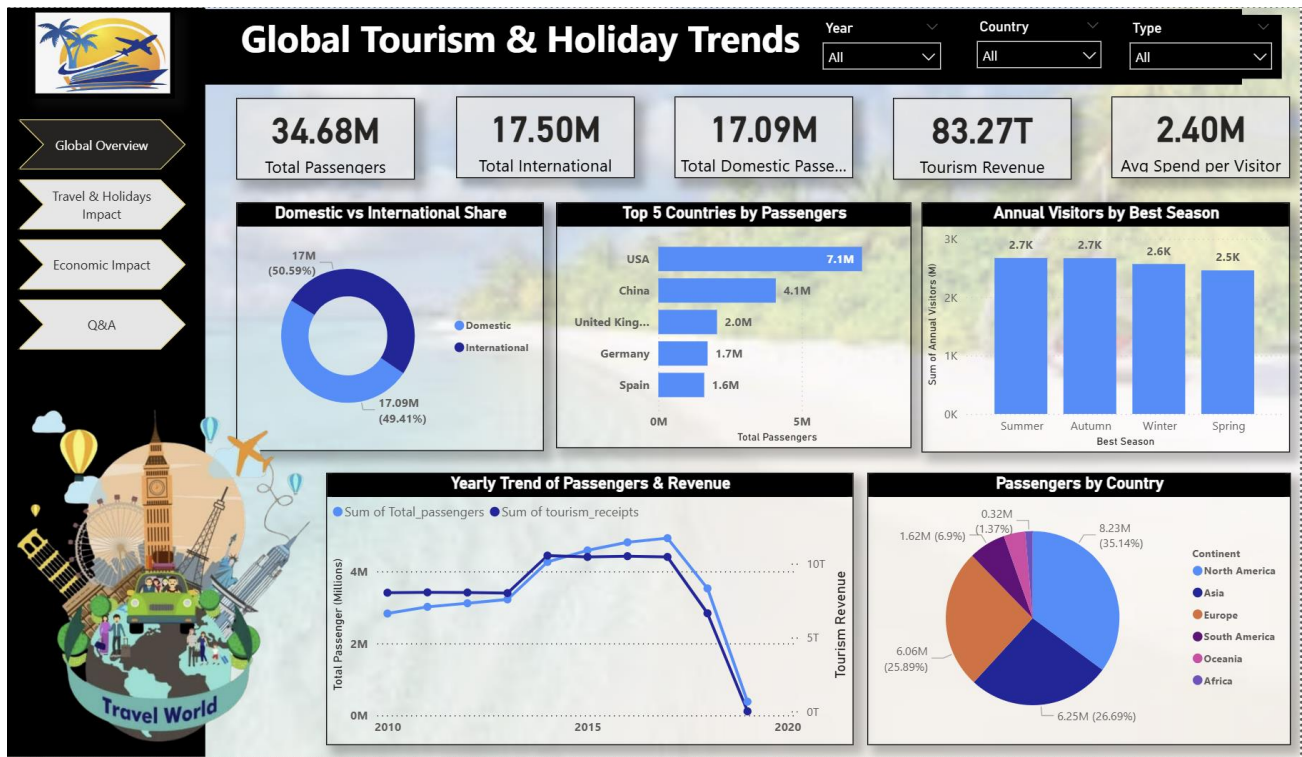 Global Tourism & Holiday Trends
Year
All
Country
All
Type
All
Global Overview
Travel & Holidays
Impact
Economic Impact
Q&A
34.68M
Total Passengers
17.50M
Total International
17.09M
Total Domestic Passe...
83.27T
Tourism Revenue
2.40M
Avg Spend per Visitor
Domestic vs International Share
17M
(50.59%)
17.09M
(49.41%)
Domestic
International
Top 5 Countries by Passengers
USA
7.1M
China
4.1M
United King...
2.0M
Germany
1.7M
Spain
1.6M
0M
5M
Total Passengers
Annual Visitors by Best Season
Sum of Annual Visitors (M)
3K
2K
1K
0K
2.7K
2.7K
2.6K
2.5K
Summer
Autumn
Winter
Spring
Best Season
Yearly Trend of Passengers & Revenue
Sum of Total_passengers
Sum of tourism_receipts
Total Passenger (Millions)
4M
2M
0M
10T
5T
0T
Tourism Revenue
2010
2015
2020
Passengers by Country
0.32M
(1.37%)
1.62M (6.9%)
8.23M
(35.14%)
6.06M
(25.89%)
6.25M (26.69%)
Continent
North America
Asia
Europe
South America
Oceania
Africa
Travel World